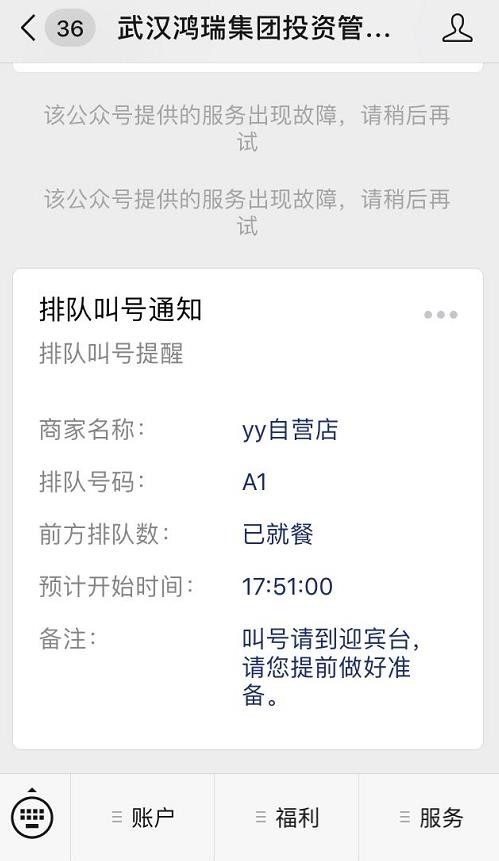 36
武汉鸿瑞集团投资管...
该公众号提供的服务出现故障，请稍后再
试
该公众号提供的服务出现故障，请稍后再
试
排队叫号通知
排队叫号提醒
商家名称： yy自营店
排队号码： A1
前方排队数： 已就餐
预计开始时间： 17:51:00
备注： 叫号请到迎宾台，
请您提前做好准
备。
账户 福利 服务